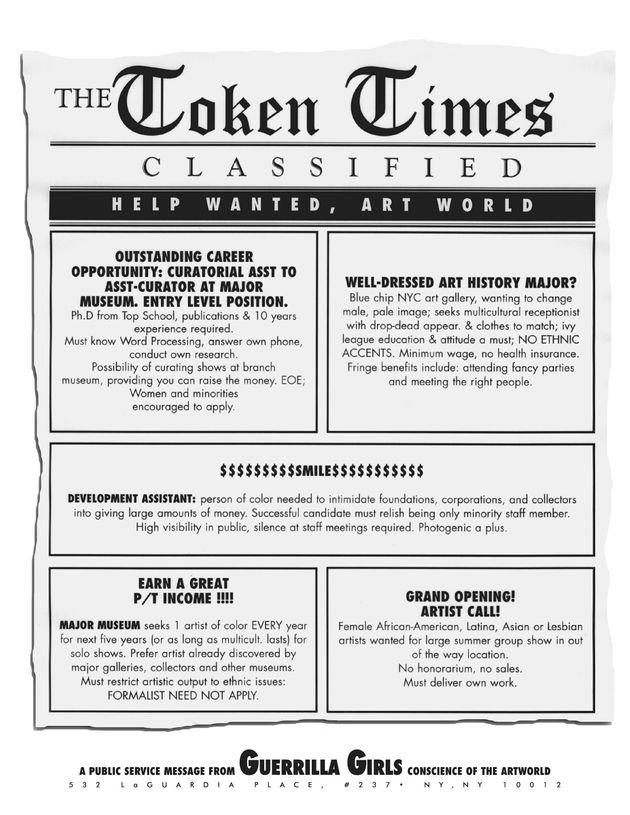 THE Token Times
CLASSIFIED
HELP WANTED, ART WORLD
OUTSTANDING CAREER
OPPORTUNITY: CURATORIAL ASST TO
ASST-CURATOR AT MAJOR
MUSEUM. ENTRY LEVEL POSITION.
Ph.D from Top School, publications & 10 years
experience required.
Must know Word Processing, answer own phone,
conduct own research.
Possibility of curating shows at branch
museum, providing you can raise the money. EOE;
Women and minorities
encouraged to apply.
WELL-DRESSED ART HISTORY MAJOR?
Blue chip NYC art gallery, wanting to change
male, pale image; seeks multicultural receptionist
with drop-dead appear. & clothes to match; ivy
league education & attitude a must; NO ETHNIC
ACCENTS. Minimum wage, no health insurance.
Fringe benefits include: attending fancy parties
and meeting the right people.
$$$$$$$$$SMILE$$$$$$$$$$$
DEVELOPMENT ASSISTANT: person of color needed to intimidate foundations, corporations, and collectors
into giving large amounts of money. Successful candidate must relish being only minority staff member.
High visibility in public, silence at staff meetings required. Photogenic a plus.
EARN A GREAT
P/T INCOME !!!!
MAJOR MUSEUM seeks 1 artist of color EVERY year
for next five years (or as long as multicult. lasts) for
solo shows. Prefer artist already discovered by
major galleries, collectors and other museums.
Must restrict artistic output to ethnic issues:
FORMALIST NEED NOT APPLY.
GRAND OPENING!
ARTIST CALL!
Female African-American, Latina, Asian or Lesbian
artists wanted for large summer group show in out
of the way location.
No honorarium, no sales.
Must deliver own work.
A PUBLIC SERVICE MESSAGE FROM GUERRILLA GIRLS CONSCIENCE OF THE ARTWORLD
532 LaGUARDIA PLACE, #237• NY, NY 10012